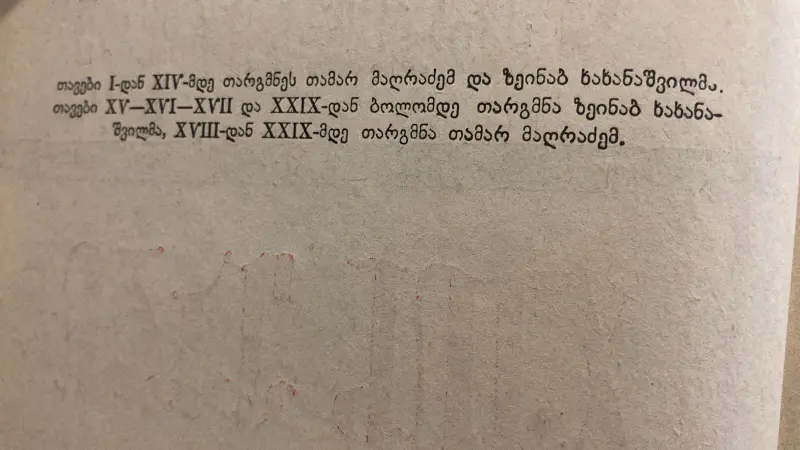 თავები I-დან XIV-მდე თარგმნეს თამარ მაღრაძემ და ზეინაბ ხახანაშვილმა.
თავები XV—XVI—XVII და XXIX-დან ბოლომდე თარგმნა ზეინაბ ხახანა-
შვილმა, XVIII-დან XXIX-მდე თარგმნა თამარ მაღრაძემ.